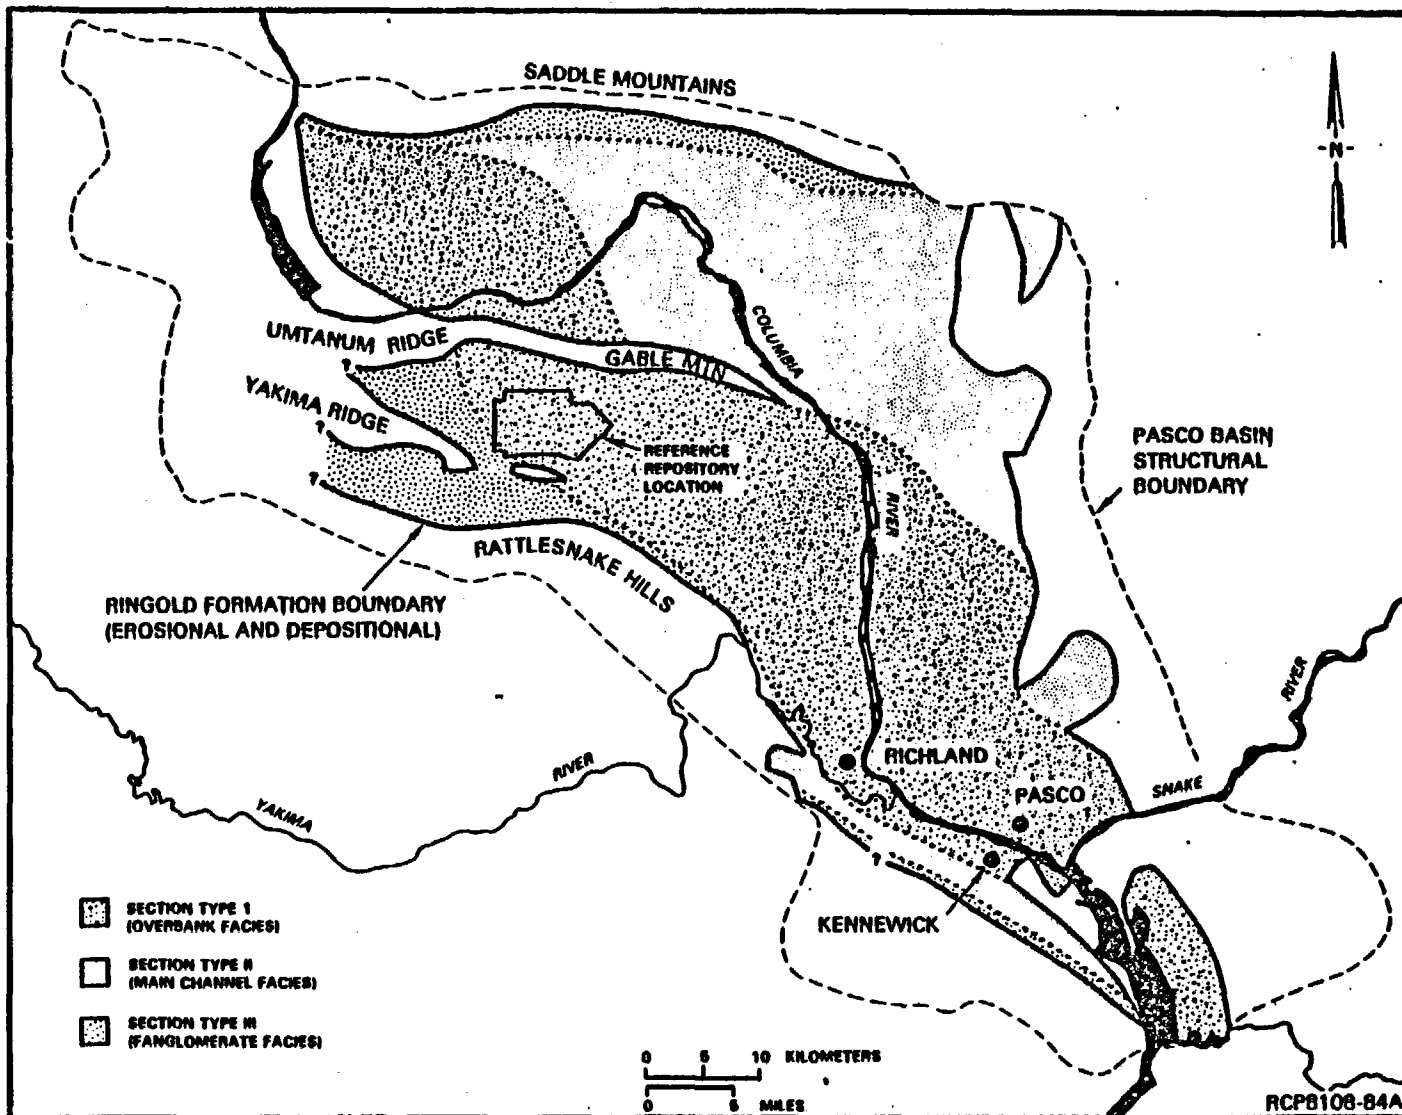 SADDLE MOUNTAINS
-N-
COLUMBIA
UMTANUM RIDGE
GABLE MTN
?
YAKIMA RIDGE
?
REFERENCE
REPOSITORY
LOCATION
PASCO BASIN
STRUCTURAL
BOUNDARY
?
RIVER
RATTLESNAKE HILLS
RINGOLD FORMATION BOUNDARY
(EROSIONAL AND DEPOSITIONAL)
RIVER
RICHLAND
RIVER
PASCO
SNAKE
YAKIMA
?
KENNEWICK
SECTION TYPE I
(OVERBANK FACIES)
SECTION TYPE II
(MAIN CHANNEL FACIES)
SECTION TYPE III
(FANGLOMERATE FACIES)
0 5 10 KILOMETERS
0 6 MILES
RCP8108-84A